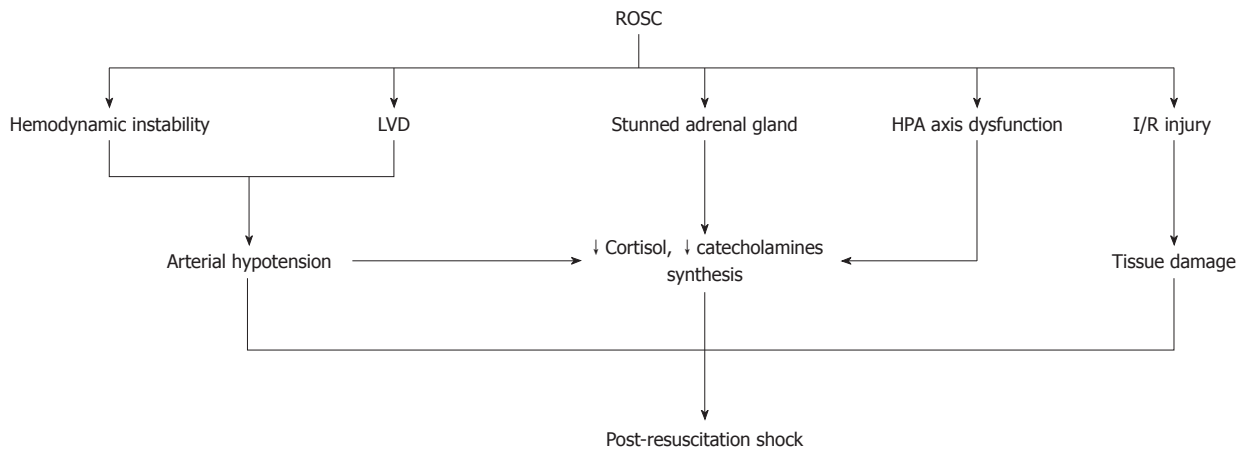 ROSC
Hemodynamic instability
LVD
Stunned adrenal gland
HPA axis dysfunction
I/R injury
Arterial hypotension
↓ Cortisol, ↓ catecholamines
synthesis
Tissue damage
Post-resuscitation shock